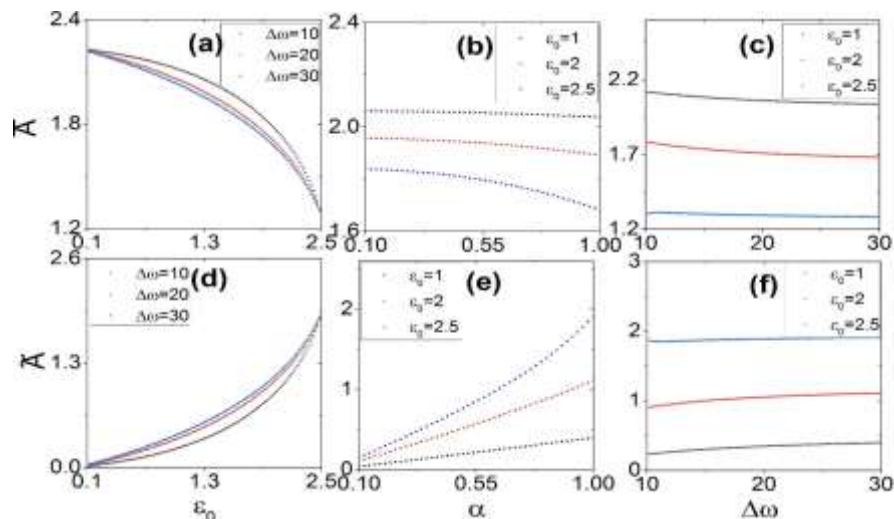 2.4
(a)
Δω=10
Δω=20
Δω=30
1.8
Ā
1.2
0.1
1.3
2.5
(b)
ε₀=1
ε₀=2
ε₀=2.5
2.0
1.6
0.10
0.55
1.00
(c)
ε₀=1
ε₀=2
ε₀=2.5
2.2
1.7
1.2
10
20
30
2.6
Δω=10
Δω=20
Δω=30
(d)
1.3
0.0
0.1
1.3
2.5
ε₀
ε₀=1
ε₀=2
ε₀=2.5
(e)
2
1
0
0.10
0.55
1.00
α
3
(f)
ε₀=1
ε₀=2
ε₀=2.5
2
1
0
10
20
30
Δω